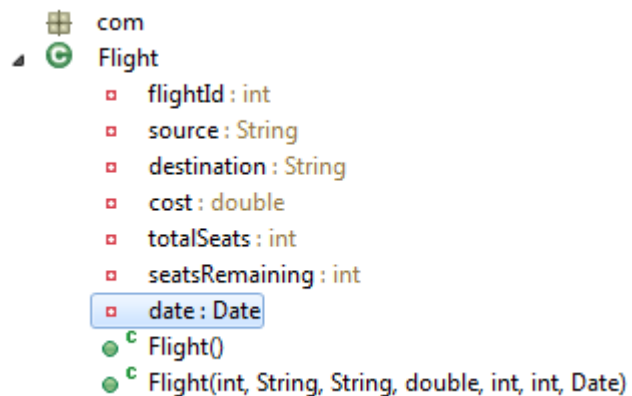 com
Flight
flightId : int
source : String
destination : String
cost : double
totalSeats : int
seatsRemaining : int
date : Date
Flight()
Flight(int, String, String, double, int, int, Date)